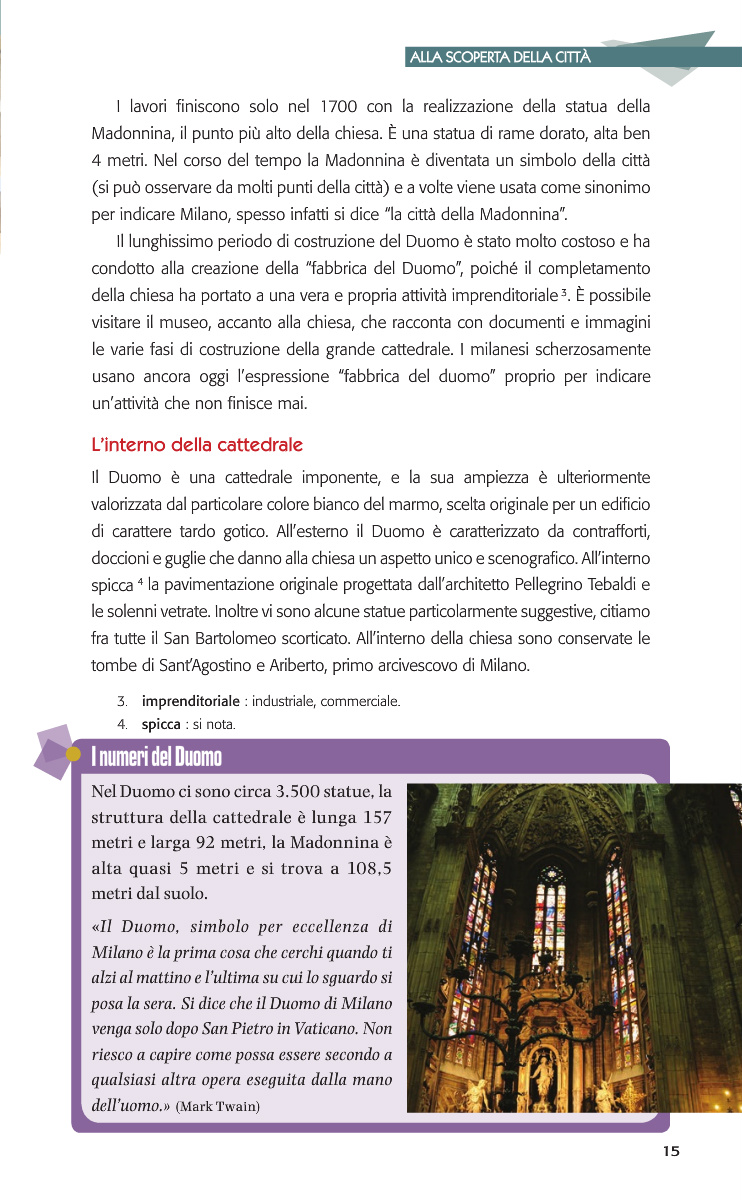 ALLA SCOPERTA DELLA CITTÀ
I lavori finiscono solo nel 1700 con la realizzazione della statua della
Madonnina, il punto più alto della chiesa. È una statua di rame dorato, alta ben
4 metri. Nel corso del tempo la Madonnina è diventata un simbolo della città
(si può osservare da molti punti della città) e a volte viene usata come sinonimo
per indicare Milano, spesso infatti si dice “la città della Madonnina”.
Il lunghissimo periodo di costruzione del Duomo è stato molto costoso e ha
condotto alla creazione della “fabbrica del Duomo”, poiché il completamento
della chiesa ha portato a una vera e propria attività imprenditoriale ³. È possibile
visitare il museo, accanto alla chiesa, che racconta con documenti e immagini
le varie fasi di costruzione della grande cattedrale. I milanesi scherzosamente
usano ancora oggi l’espressione “fabbrica del duomo” proprio per indicare
un’attività che non finisce mai.
L’interno della cattedrale
Il Duomo è una cattedrale imponente, e la sua ampiezza è ulteriormente
valorizzata dal particolare colore bianco del marmo, scelta originale per un edificio
di carattere tardo gotico. All’esterno il Duomo è caratterizzato da contrafforti,
doccioni e guglie che danno alla chiesa un aspetto unico e scenografico. All’interno
spicca ⁴ la pavimentazione originale progettata dall’architetto Pellegrino Tebaldi e
le solenni vetrate. Inoltre vi sono alcune statue particolarmente suggestive, citiamo
fra tutte il San Bartolomeo scorticato. All’interno della chiesa sono conservate le
tombe di Sant’Agostino e Ariberto, primo arcivescovo di Milano.
3. imprenditoriale : industriale, commerciale.
4. spicca : si nota.
I numeri del Duomo
Nel Duomo ci sono circa 3.500 statue, la
struttura della cattedrale è lunga 157
metri e larga 92 metri, la Madonnina è
alta quasi 5 metri e si trova a 108,5
metri dal suolo.
«Il Duomo, simbolo per eccellenza di
Milano è la prima cosa che cerchi quando ti
alzi al mattino e l’ultima su cui lo sguardo si
posa la sera. Si dice che il Duomo di Milano
venga solo dopo San Pietro in Vaticano. Non
riesco a capire come possa essere secondo a
qualsiasi altra opera eseguita dalla mano
dell’uomo.» (Mark Twain)
15